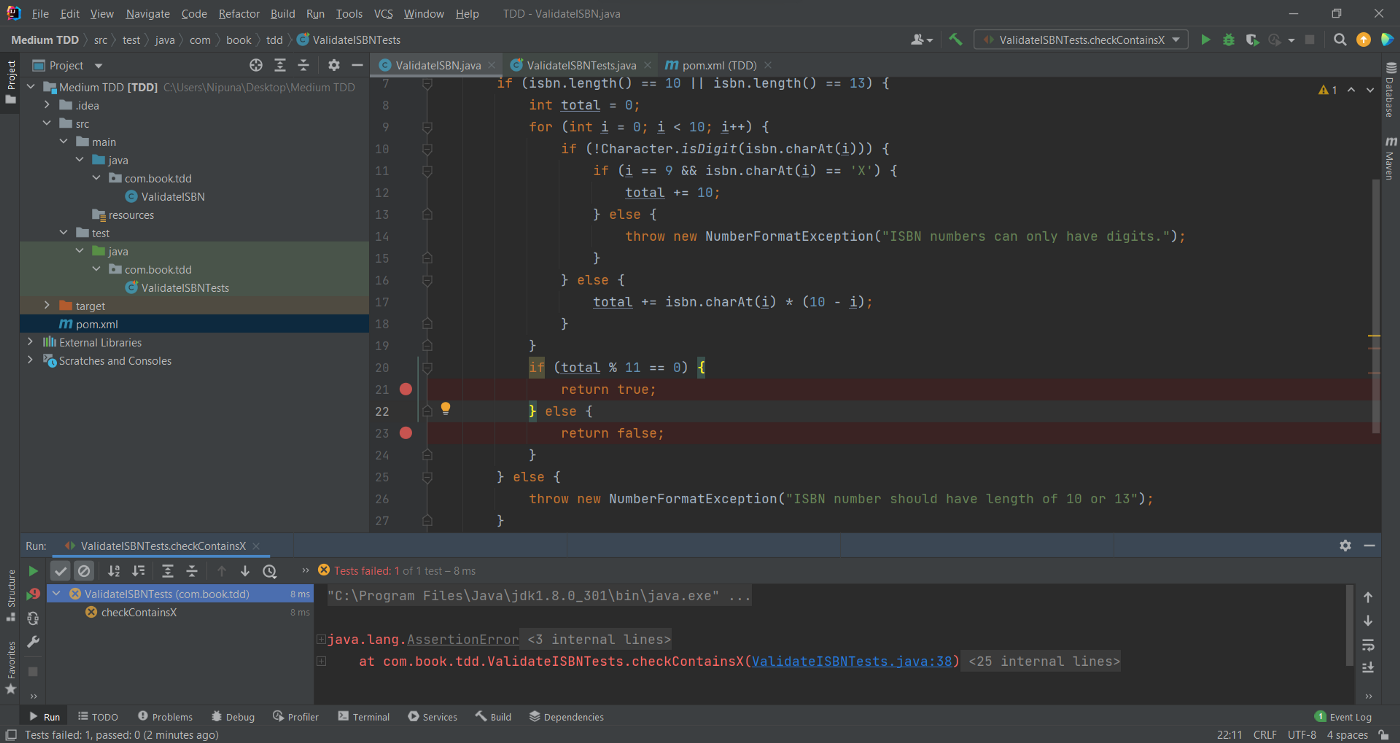 File Edit View Navigate Code Refactor Build Run Tools VCS Window Help TDD - ValidateISBN.java
Medium TDD src test java com book tdd ValidateISBNTests ValidateISBNTests.checkContainsX
Project
Project
ValidateISBN.java ValidateISBNTests.java pom.xml (TDD)
Medium TDD [TDD] C:\Users\Nipuna\Desktop\Medium TDD
.idea
src
main
java
com.book.tdd
ValidateISBN
resources
test
java
com.book.tdd
ValidateISBNTests
target
pom.xml
External Libraries
Scratches and Consoles
7 if (isbn.length() == 10 || isbn.length() == 13) {
8 int total = 0;
9 for (int i = 0; i < 10; i++) {
10 if (!Character.isDigit(isbn.charAt(i))) {
11 if (i == 9 && isbn.charAt(i) == 'X') {
12 total += 10;
13 } else {
14 throw new NumberFormatException("ISBN numbers can only have digits.");
15 }
16 } else {
17 total += isbn.charAt(i) * (10 - i);
18 }
19 }
20 if (total % 11 == 0) {
21 return true;
22 } else {
23 return false;
24 }
25 } else {
26 throw new NumberFormatException("ISBN number should have length of 10 or 13");
27 }
1
Database
Maven
Run: ValidateISBNTests.checkContainsX
Tests failed: 1 of 1 test – 8 ms
ValidateISBNTests (com.book.tdd) 8 ms
checkContainsX 8 ms
"C:\Program Files\Java\jdk1.8.0_301\bin\java.exe" ...
java.lang.AssertionError <3 internal lines>
at com.book.tdd.ValidateISBNTests.checkContainsX(ValidateISBNTests.java:38) <25 internal lines>
Structure
Favorites
Run TODO Problems Debug Profiler Terminal Services Build Dependencies 1 Event Log
Tests failed: 1, passed: 0 (2 minutes ago) 22:11 CRLF UTF-8 4 spaces